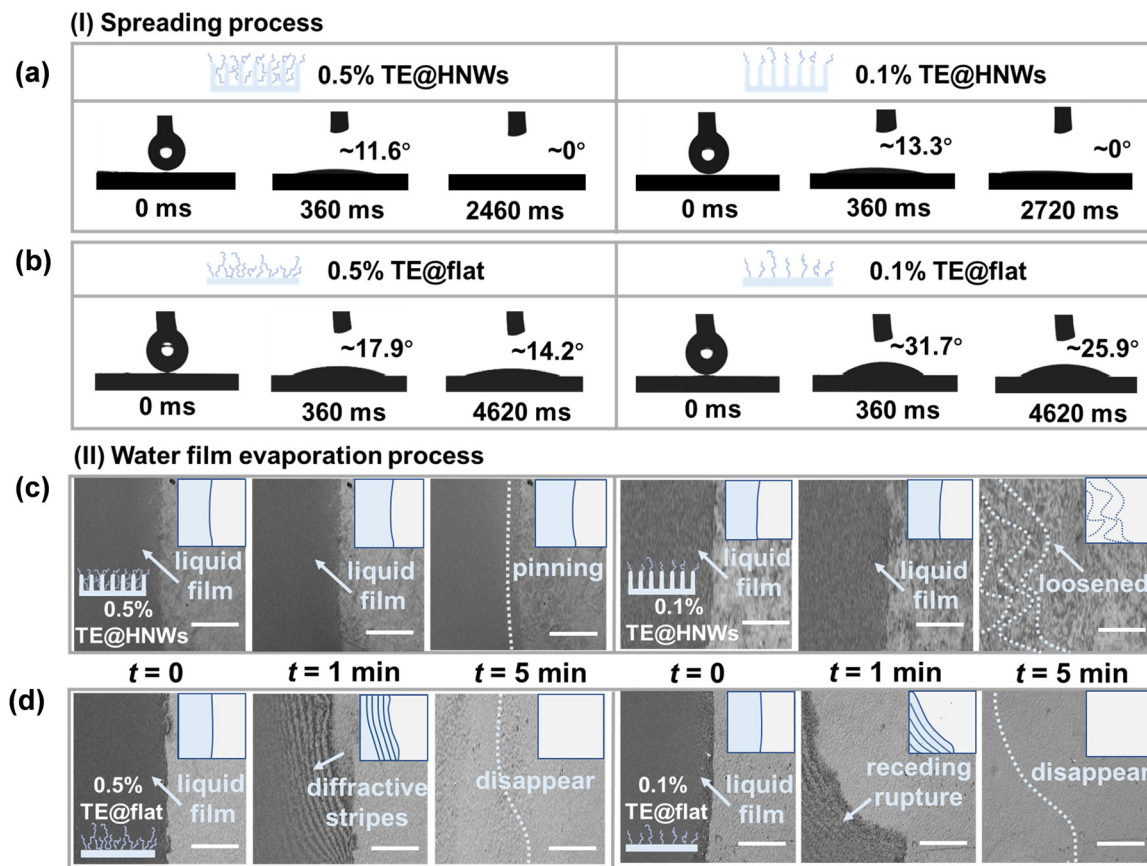 (I) Spreading process
(a)
0.5% TE@HNWs
0.1% TE@HNWs
~11.6°
~0°
~13.3°
~0°
0 ms
360 ms
2460 ms
0 ms
360 ms
2720 ms
(b)
0.5% TE@flat
0.1% TE@flat
~17.9°
~14.2°
~31.7°
~25.9°
0 ms
360 ms
4620 ms
0 ms
360 ms
4620 ms
(II) Water film evaporation process
(c)
liquid
film
0.5%
TE@HNWs
liquid
film
pinning
liquid
film
0.1%
TE@HNWs
liquid
film
loosened
t = 0
t = 1 min
t = 5 min
t = 0
t = 1 min
t = 5 min
(d)
0.5%
TE@flat
liquid
film
diffractive
stripes
disappear
0.1%
TE@flat
liquid
film
receding
rupture
disappear